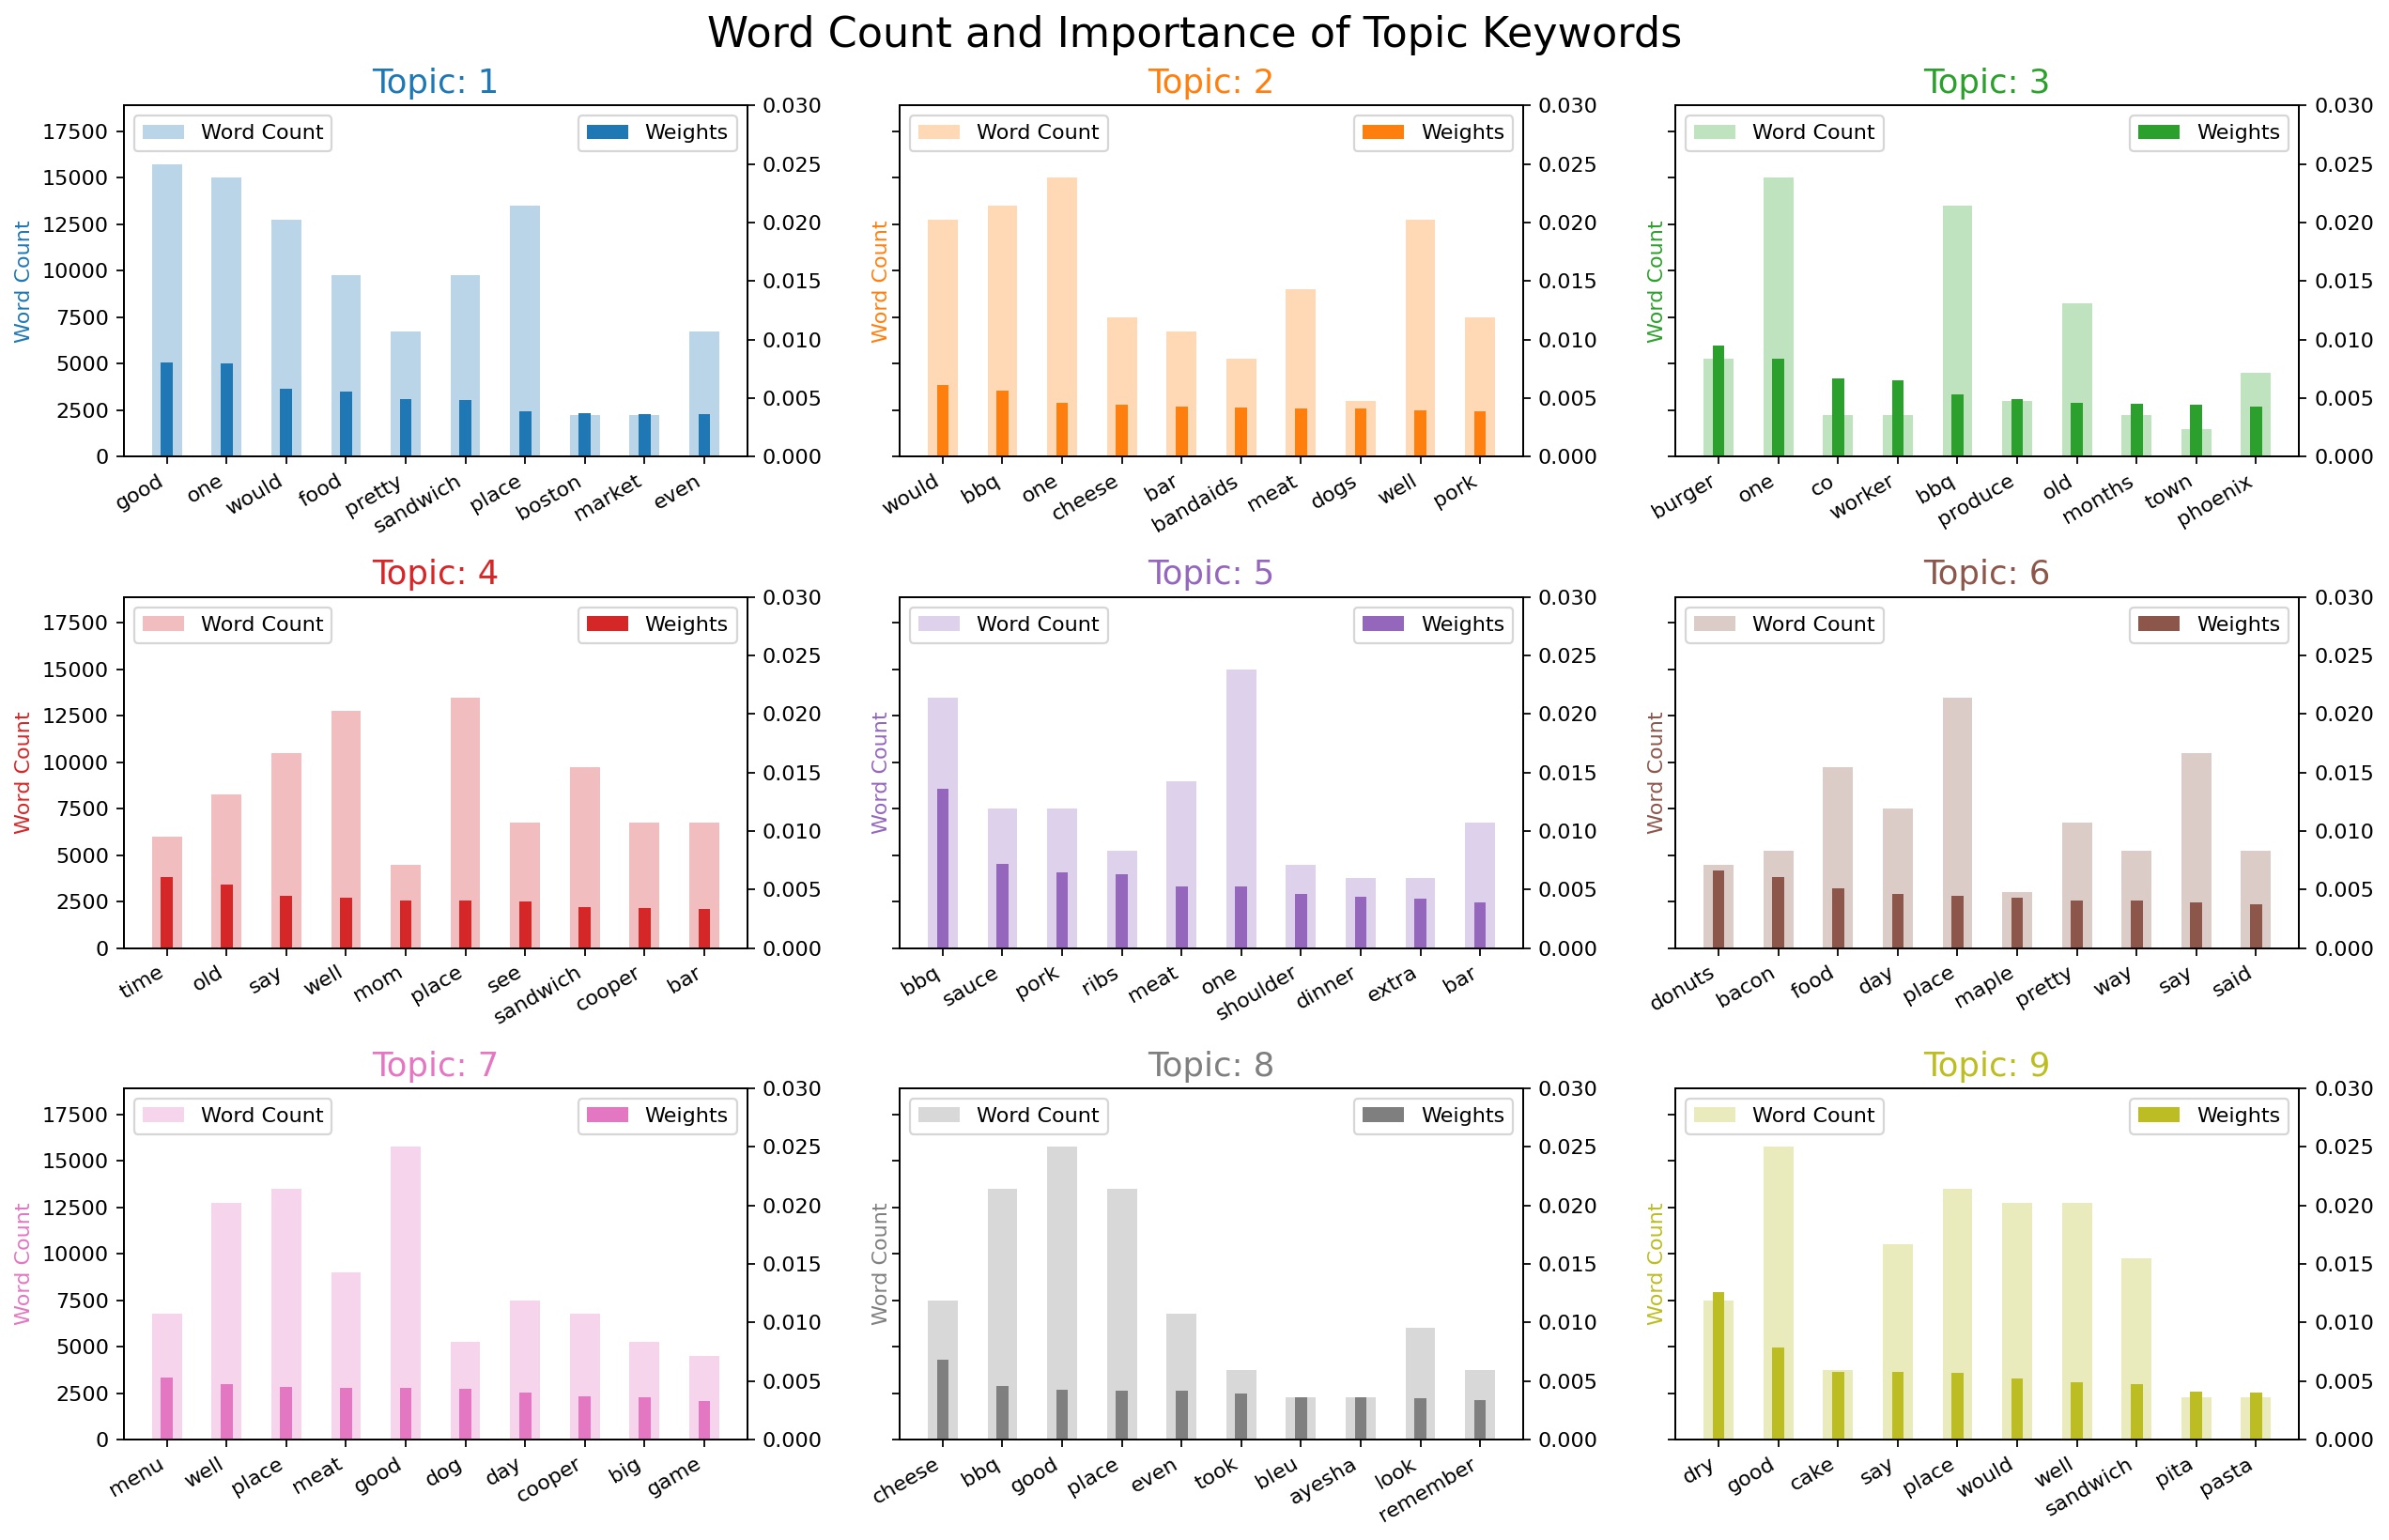 Word Count and Importance of Topic Keywords
Topic: 1
Word Count
Weights
Word Count
17500
15000
12500
10000
7500
5000
2500
0
0.030
0.025
0.020
0.015
0.010
0.005
0.000
good one would food pretty sandwich place boston market even
Topic: 2
Word Count
Weights
Word Count
0.030
0.025
0.020
0.015
0.010
0.005
0.000
would bbq one cheese bar bandaids meat dogs well pork
Topic: 3
Word Count
Weights
Word Count
0.030
0.025
0.020
0.015
0.010
0.005
0.000
burger one co worker bbq produce old months town phoenix
Topic: 4
Word Count
Weights
Word Count
17500
15000
12500
10000
7500
5000
2500
0
0.030
0.025
0.020
0.015
0.010
0.005
0.000
time old say well mom place see sandwich cooper bar
Topic: 5
Word Count
Weights
Word Count
0.030
0.025
0.020
0.015
0.010
0.005
0.000
bbq sauce pork ribs meat one shoulder dinner extra bar
Topic: 6
Word Count
Weights
Word Count
0.030
0.025
0.020
0.015
0.010
0.005
0.000
donuts bacon food day place maple pretty way say said
Topic: 7
Word Count
Weights
Word Count
17500
15000
12500
10000
7500
5000
2500
0
0.030
0.025
0.020
0.015
0.010
0.005
0.000
menu well place meat good dog day cooper big game
Topic: 8
Word Count
Weights
Word Count
0.030
0.025
0.020
0.015
0.010
0.005
0.000
cheese bbq good place even took bleu ayesha look remember
Topic: 9
Word Count
Weights
Word Count
0.030
0.025
0.020
0.015
0.010
0.005
0.000
dry good cake say place would well sandwich pita pasta